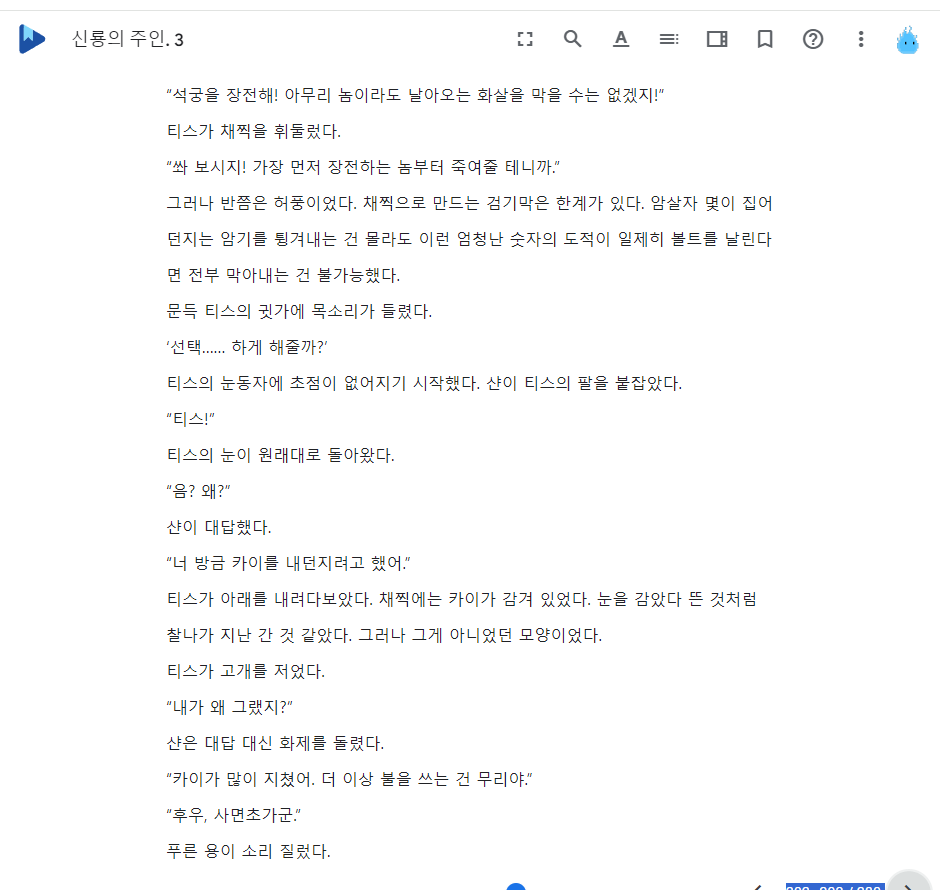 신룡의 주인. 3
"석궁을 장전해! 아무리 놈이라도 날아오는 화살을 막을 수는 없겠지!"
티스가 채찍을 휘둘렀다.
"쏴 보시지! 가장 먼저 장전하는 놈부터 죽여줄 테니까."
그러나 반쯤은 허풍이었다. 채찍으로 만드는 검기막은 한계가 있다. 암살자 몇이 집어
던지는 암기를 튕겨내는 건 몰라도 이런 엄청난 숫자의 도적이 일제히 볼트를 날린다
면 전부 막아내는 건 불가능했다.
문득 티스의 귓가에 목소리가 들렸다.
'선택...... 하게 해줄까?'
티스의 눈동자에 초점이 없어지기 시작했다. 샨이 티스의 팔을 붙잡았다.
"티스!"
티스의 눈이 원래대로 돌아왔다.
"음? 왜?"
샨이 대답했다.
"너 방금 카이를 내던지려고 했어."
티스가 아래를 내려다보았다. 채찍에는 카이가 감겨 있었다. 눈을 감았다 뜬 것처럼
찰나가 지난 간 것 같았다. 그러나 그게 아니었던 모양이었다.
티스가 고개를 저었다.
"내가 왜 그랬지?"
샨은 대답 대신 화제를 돌렸다.
"카이가 많이 지쳤어. 더 이상 불을 쓰는 건 무리야."
"후우, 사면초가군."
푸른 용이 소리 질렀다.